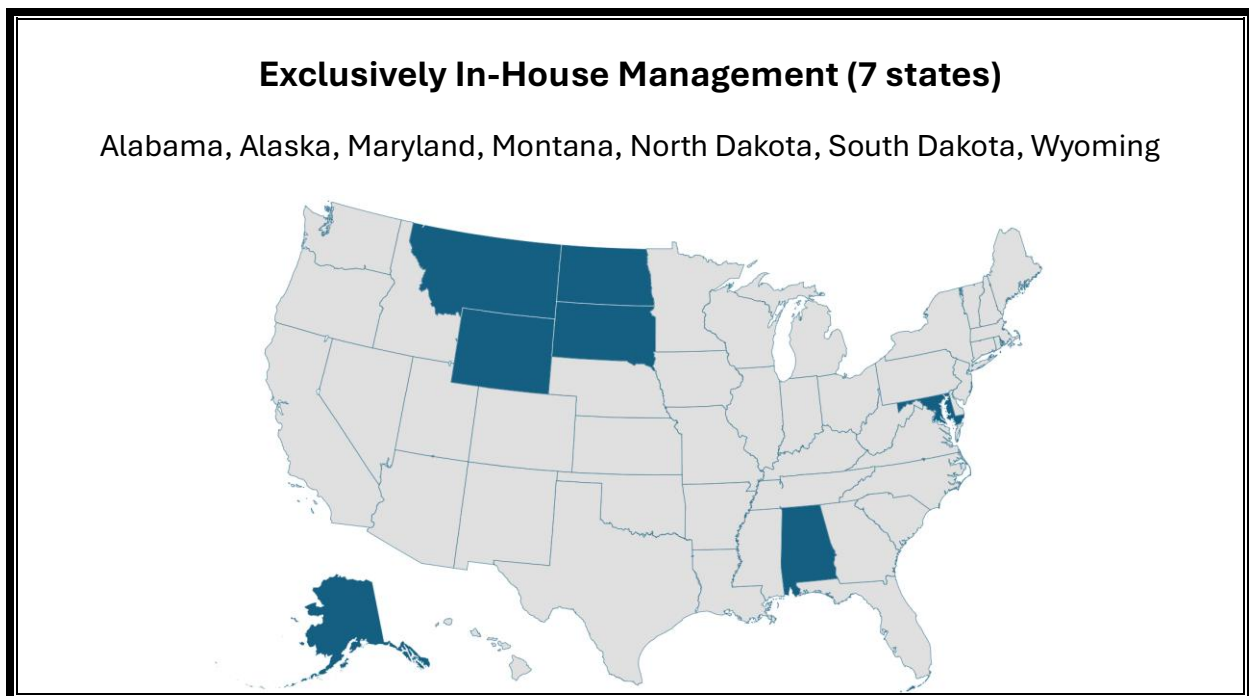 Exclusively In-House Management (7 states)
Alabama, Alaska, Maryland, Montana, North Dakota, South Dakota, Wyoming